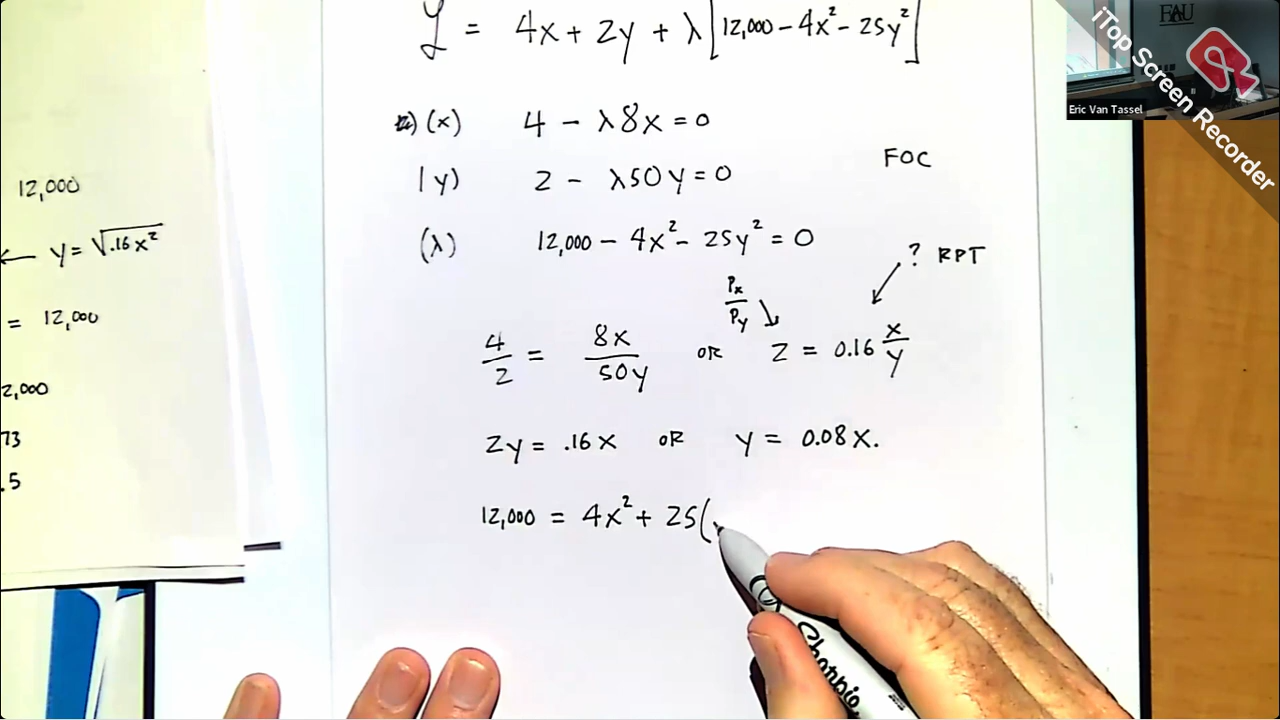 ℒ = 4x + 2y + λ[12,000 - 4x² - 25y²]
(x) 4 - λ8x = 0
(y) 2 - λ50y = 0
FOC
(λ) 12,000 - 4x² - 25y² = 0
? RPT
Px/Py
4/2 = 8x/50y OR 2 = 0.16 x/y
2y = .16x OR y = 0.08x.
12,000 = 4x² + 25(
12,000
← y = √.16x²
= 12,000
2,000
73
.5
Sharpie
FAU
Eric Van Tassel
iTop Screen Recorder